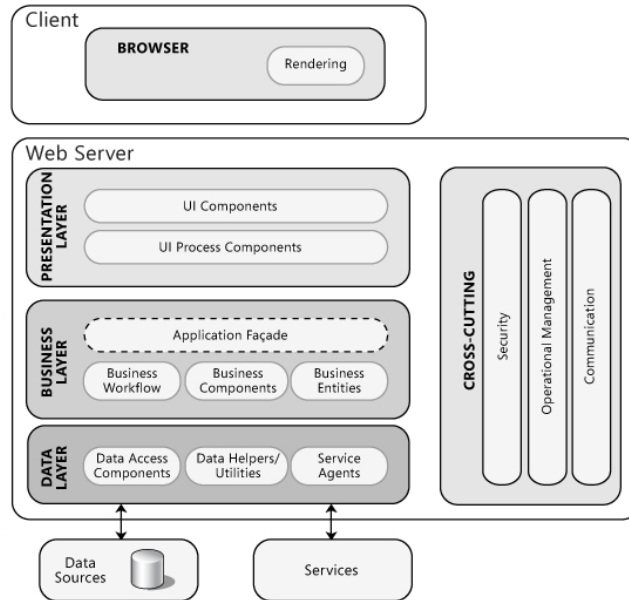 Client
BROWSER
Rendering
Web Server
PRESENTATION
LAYER
UI Components
UI Process Components
BUSINESS
LAYER
Application Façade
Business
Workflow
Business
Components
Business
Entities
DATA
LAYER
Data Access
Components
Data Helpers/
Utilities
Service
Agents
CROSS-CUTTING
Security
Operational Management
Communication
Data
Sources
Services